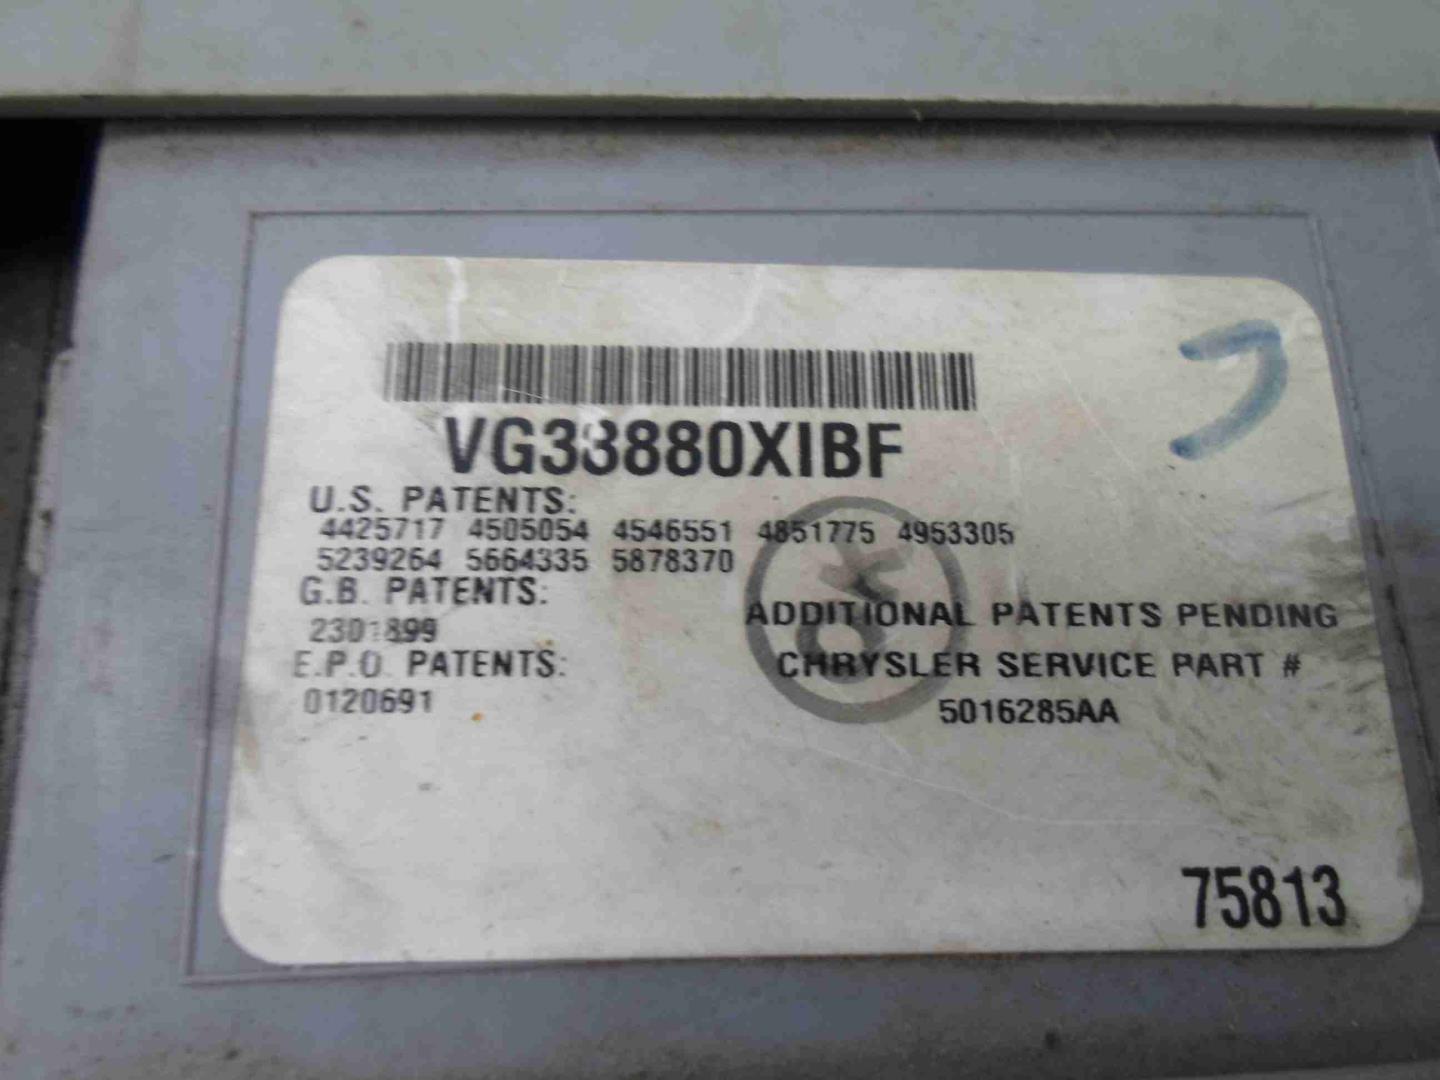 VG33880XIBF
U.S. PATENTS:
4425717 4505054 4546551 4851775 4953305
5239264 5664335 5878370
G.B. PATENTS:
2301899
E.P.O. PATENTS:
0120691
OK
ADDITIONAL PATENTS PENDING
CHRYSLER SERVICE PART #
5016285AA
75813